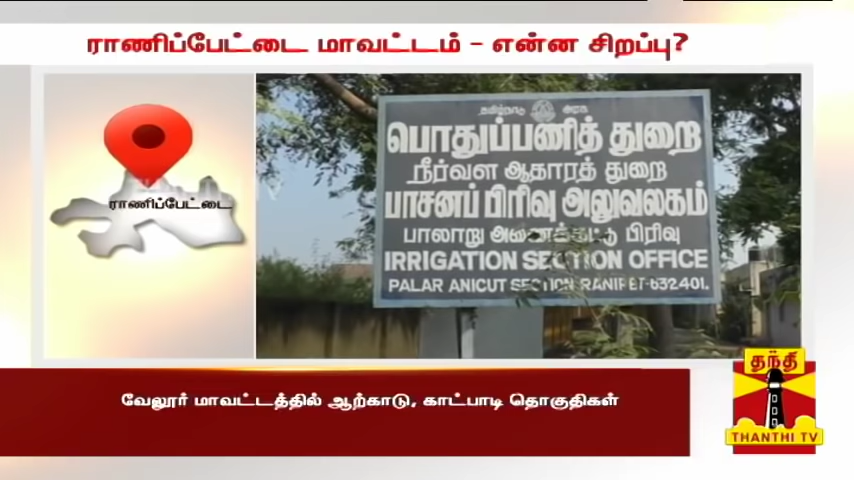 ராணிப்பேட்டை மாவட்டம் - என்ன சிறப்பு?
ராணிப்பேட்டை
தமிழ்நாடு அரசு
பொதுப்பணித் துறை
நீர்வள ஆகாரத் துறை
பாசனப் பிரிவு அலுவலகம்
பாலாறு அணைக்கட்டு பிரிவு
IRRIGATION SECTION OFFICE
PALAR ANICUT SECTION RANIPET-632401.
வேலூர் மாவட்டத்தில் ஆற்காடு, காட்பாடி தொகுதிகள்
தந்தி
THANTHI TV